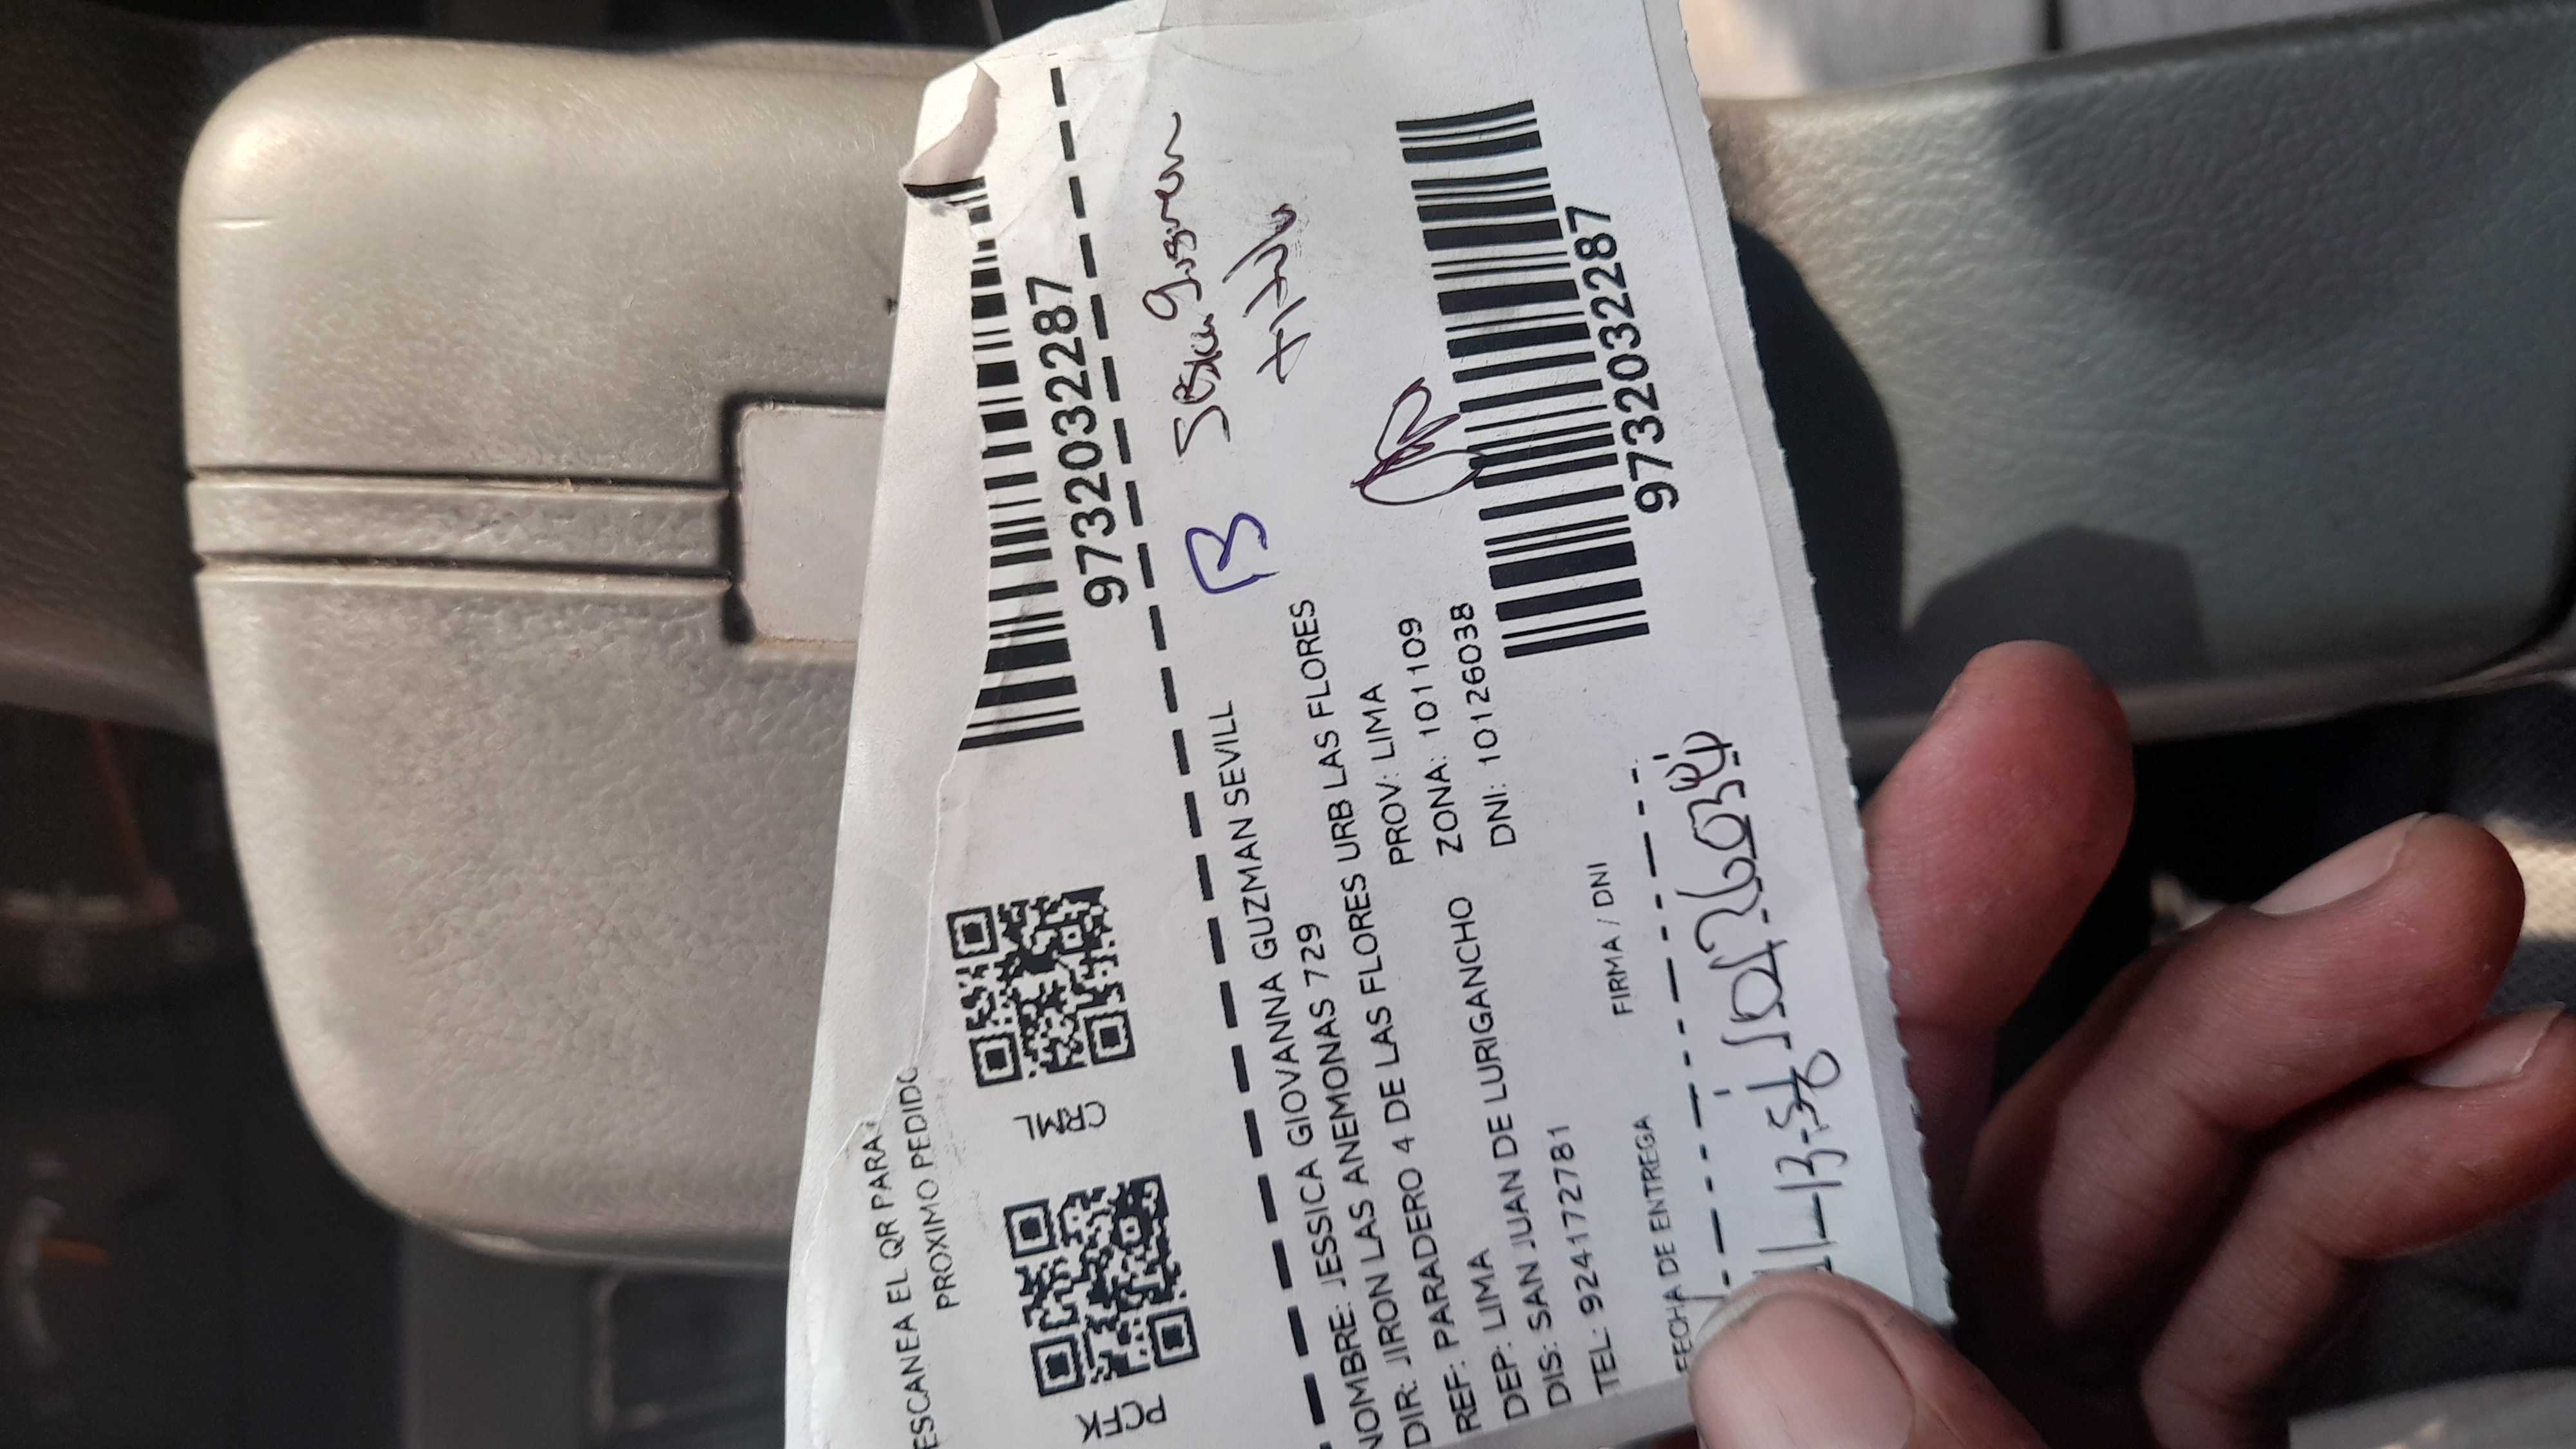 ESCANEA EL QR PARA
PROXIMO PEDIDO
PCFK
CRML
9732032287
NOMBRE: JESSICA GIOVANNA GUZMAN SEVILL
DIR: JIRON LAS ANEMONAS 729
REF: PARADERO 4 DE LAS FLORES URB LAS FLORES
DEP: LIMA PROV: LIMA
DIS: SAN JUAN DE LURIGANCHO ZONA: 101109
TEL: 924172781 DNI: 10126038
B
9732032287
FECHA DE ENTREGA FIRMA / DNI